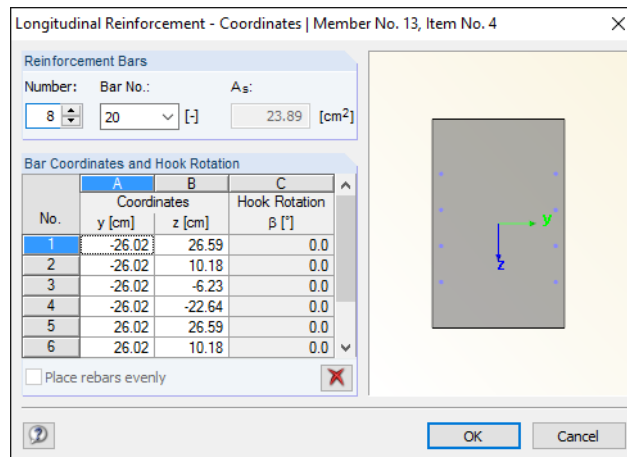 Longitudinal Reinforcement - Coordinates | Member No. 13, Item No. 4
Reinforcement Bars
Number: Bar No.: As:
8 20 [-] 23.89 [cm2]
Bar Coordinates and Hook Rotation
A B C
Coordinates Hook Rotation
No. y [cm] z [cm] β [°]
1 -26.02 26.59 0.0
2 -26.02 10.18 0.0
3 -26.02 -6.23 0.0
4 -26.02 -22.64 0.0
5 26.02 26.59 0.0
6 26.02 10.18 0.0
Place rebars evenly
y
z
OK Cancel